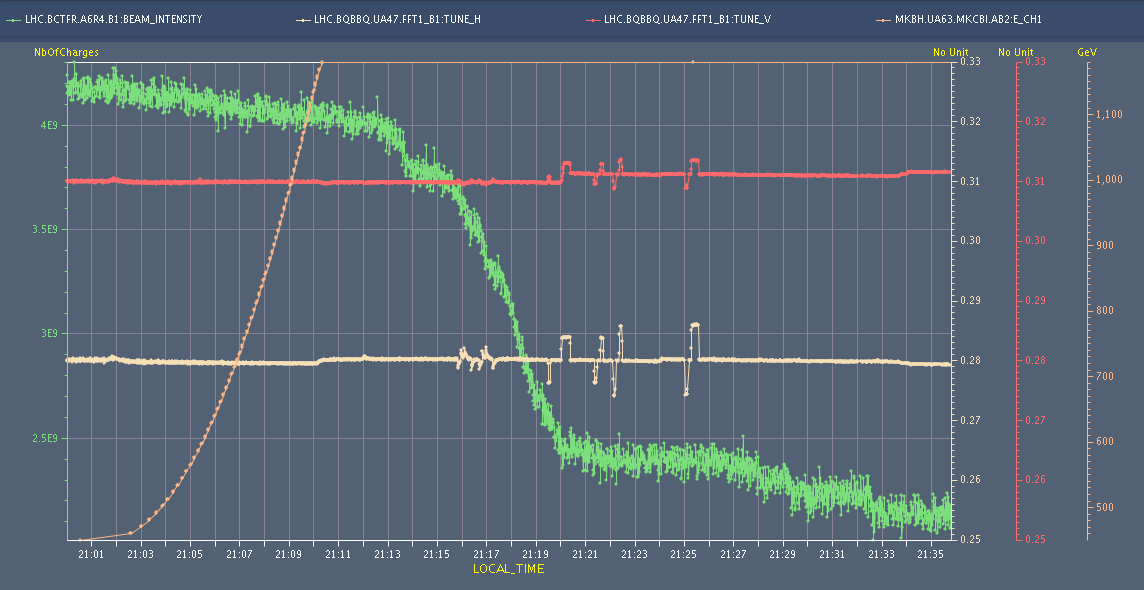 LHC.BCTFR.A6R4.B1:BEAM_INTENSITY LHC.BQBBQ.UA47.FFT1_B1:TUNE_H LHC.BQBBQ.UA47.FFT1_B1:TUNE_V MKBH.UA63.MKCBI.AB2:E_CH1
NbOfCharges No Unit No Unit GeV
0.33 0.33
0.32 0.32 1,100
4E9
0.31 0.31 1,000
3.5E9
0.30 0.30 900
0.29 0.29 800
3E9
0.28 0.28
700
0.27 0.27
2.5E9 600
0.26 0.26
500
0.25 0.25
21:01 21:03 21:05 21:07 21:09 21:11 21:13 21:15 21:17 21:19 21:21 21:23 21:25 21:27 21:29 21:31 21:33 21:35
LOCAL_TIME